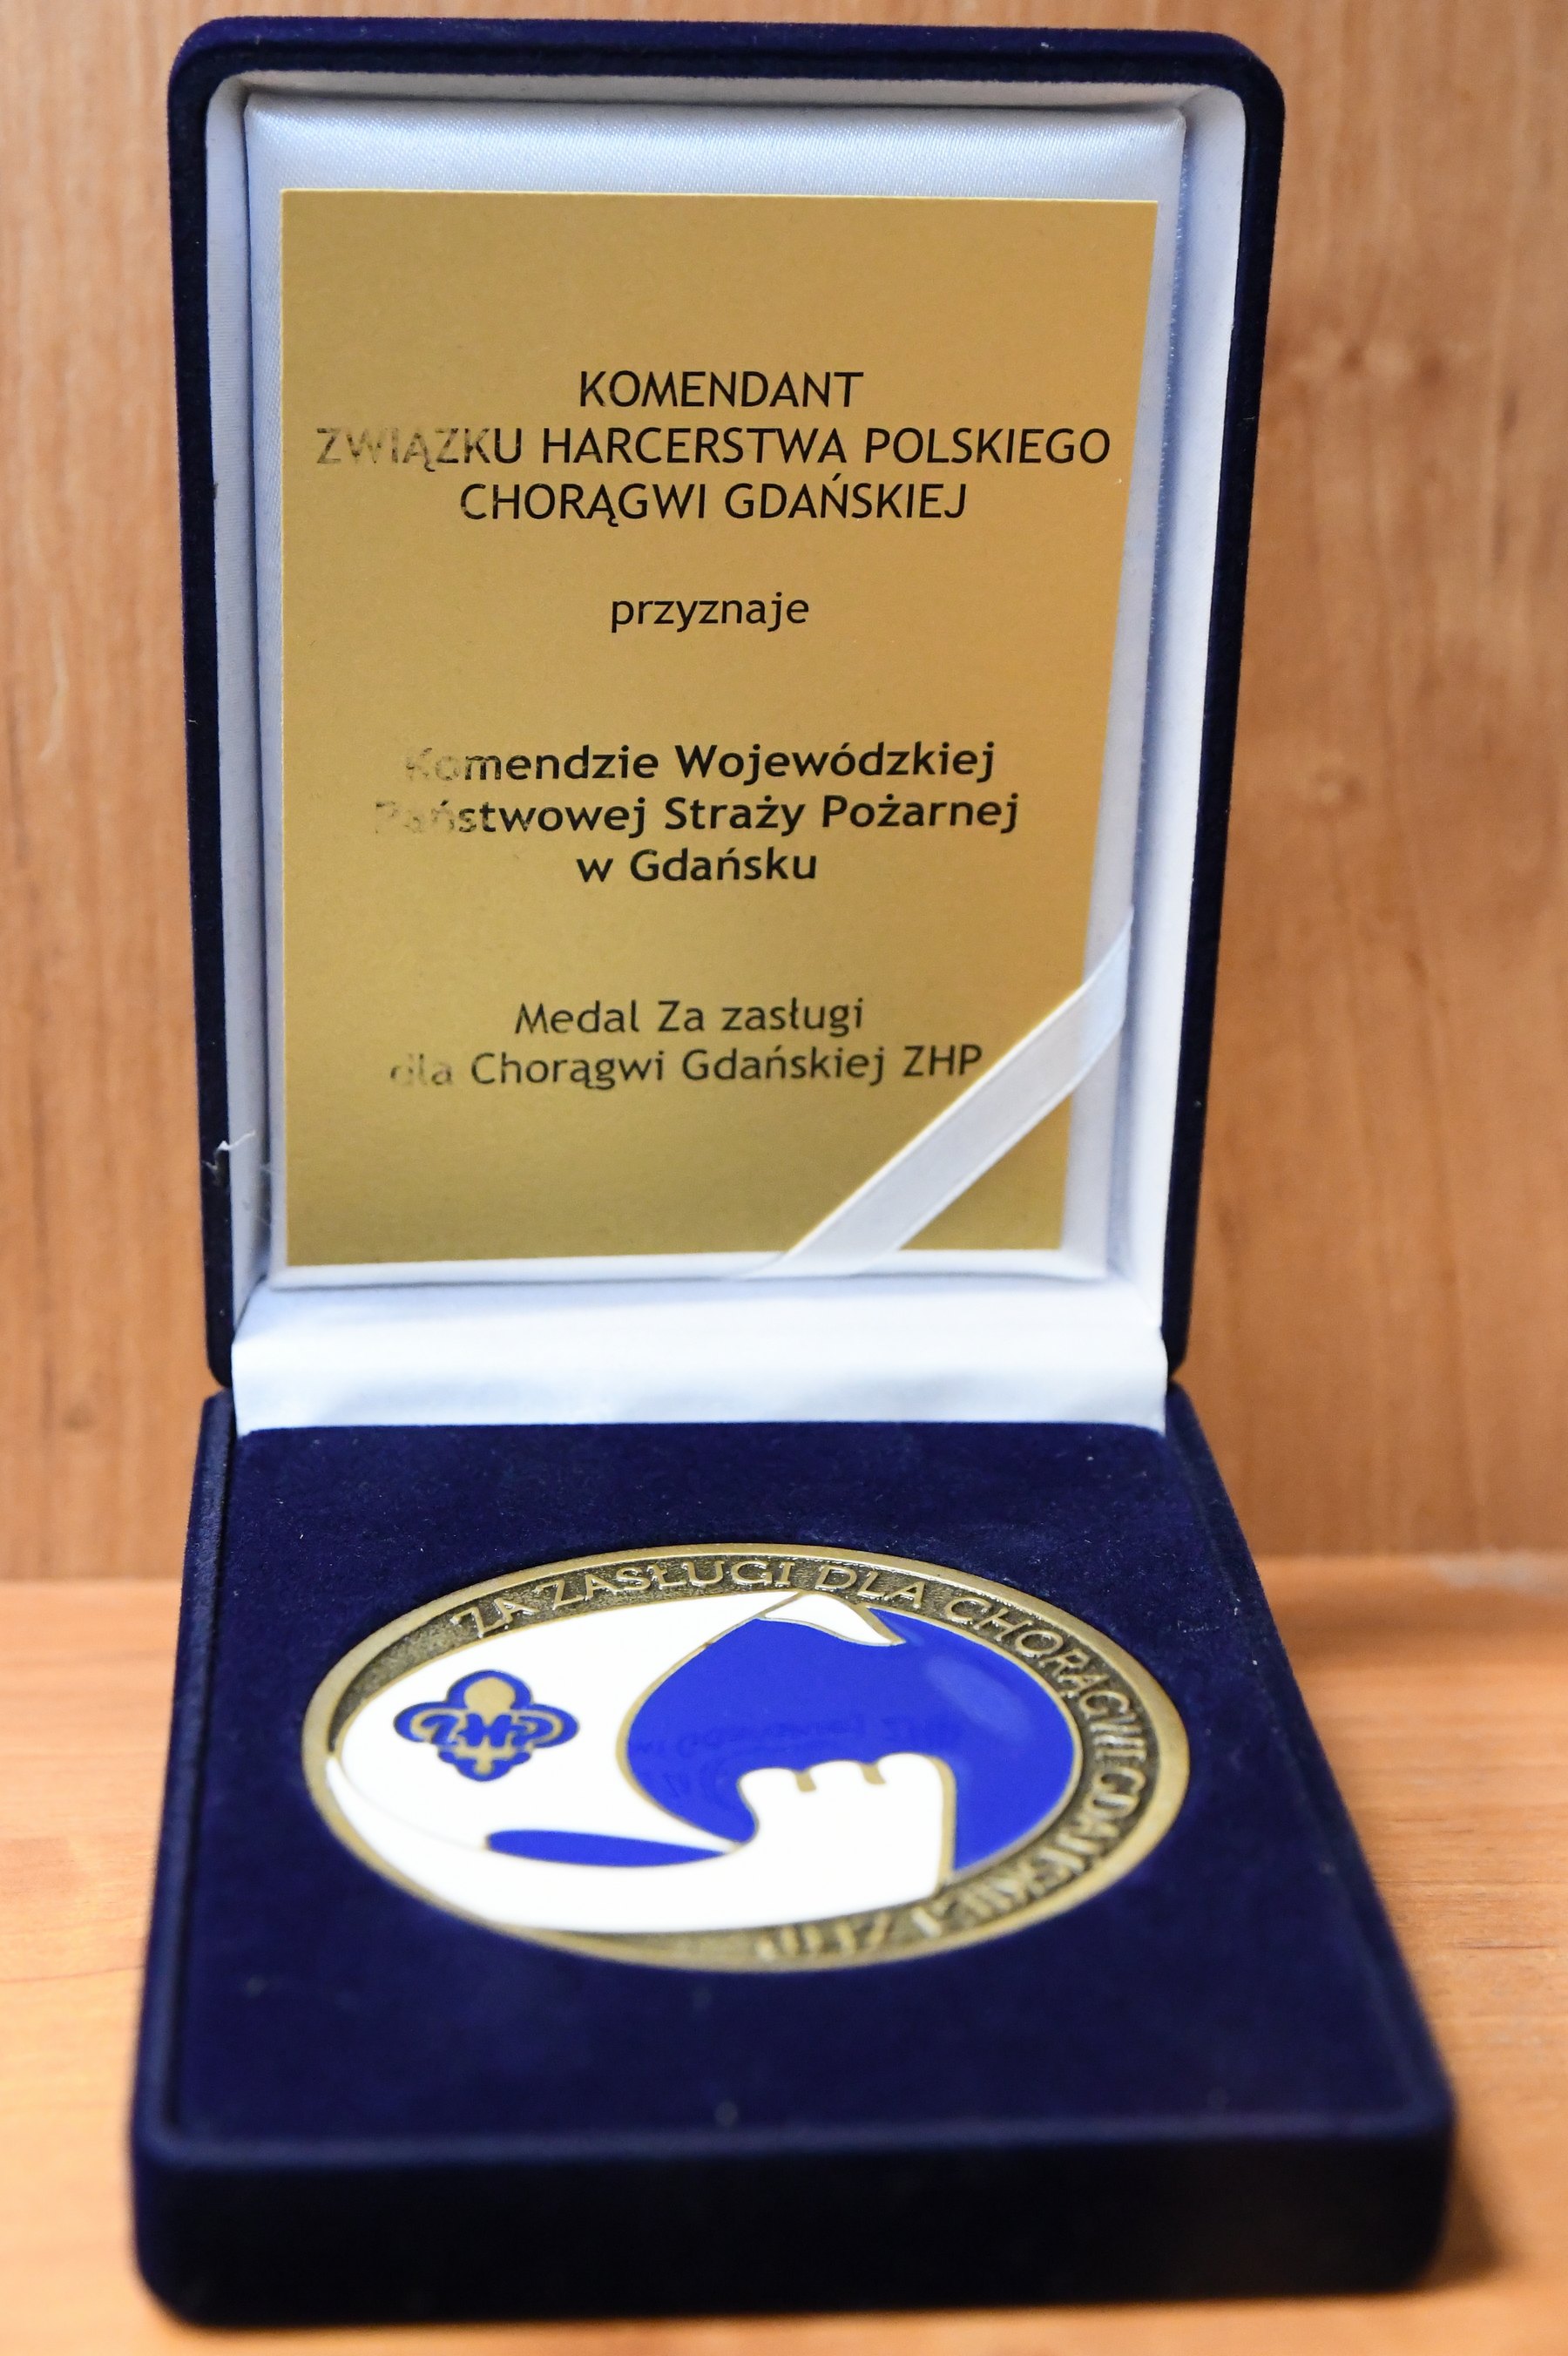 KOMENDANT
ZWIĄZKU HARCERSTWA POLSKIEGO
CHORĄGWI GDAŃSKIEJ
przyznaje
Komendzie Wojewódzkiej
Państwowej Straży Pożarnej
w Gdańsku
Medal Za zasługi
dla Chorągwi Gdańskiej ZHP
ZA ZASŁUGI DLA CHORĄGWI GDAŃSKIEJ ZHP
ZHP